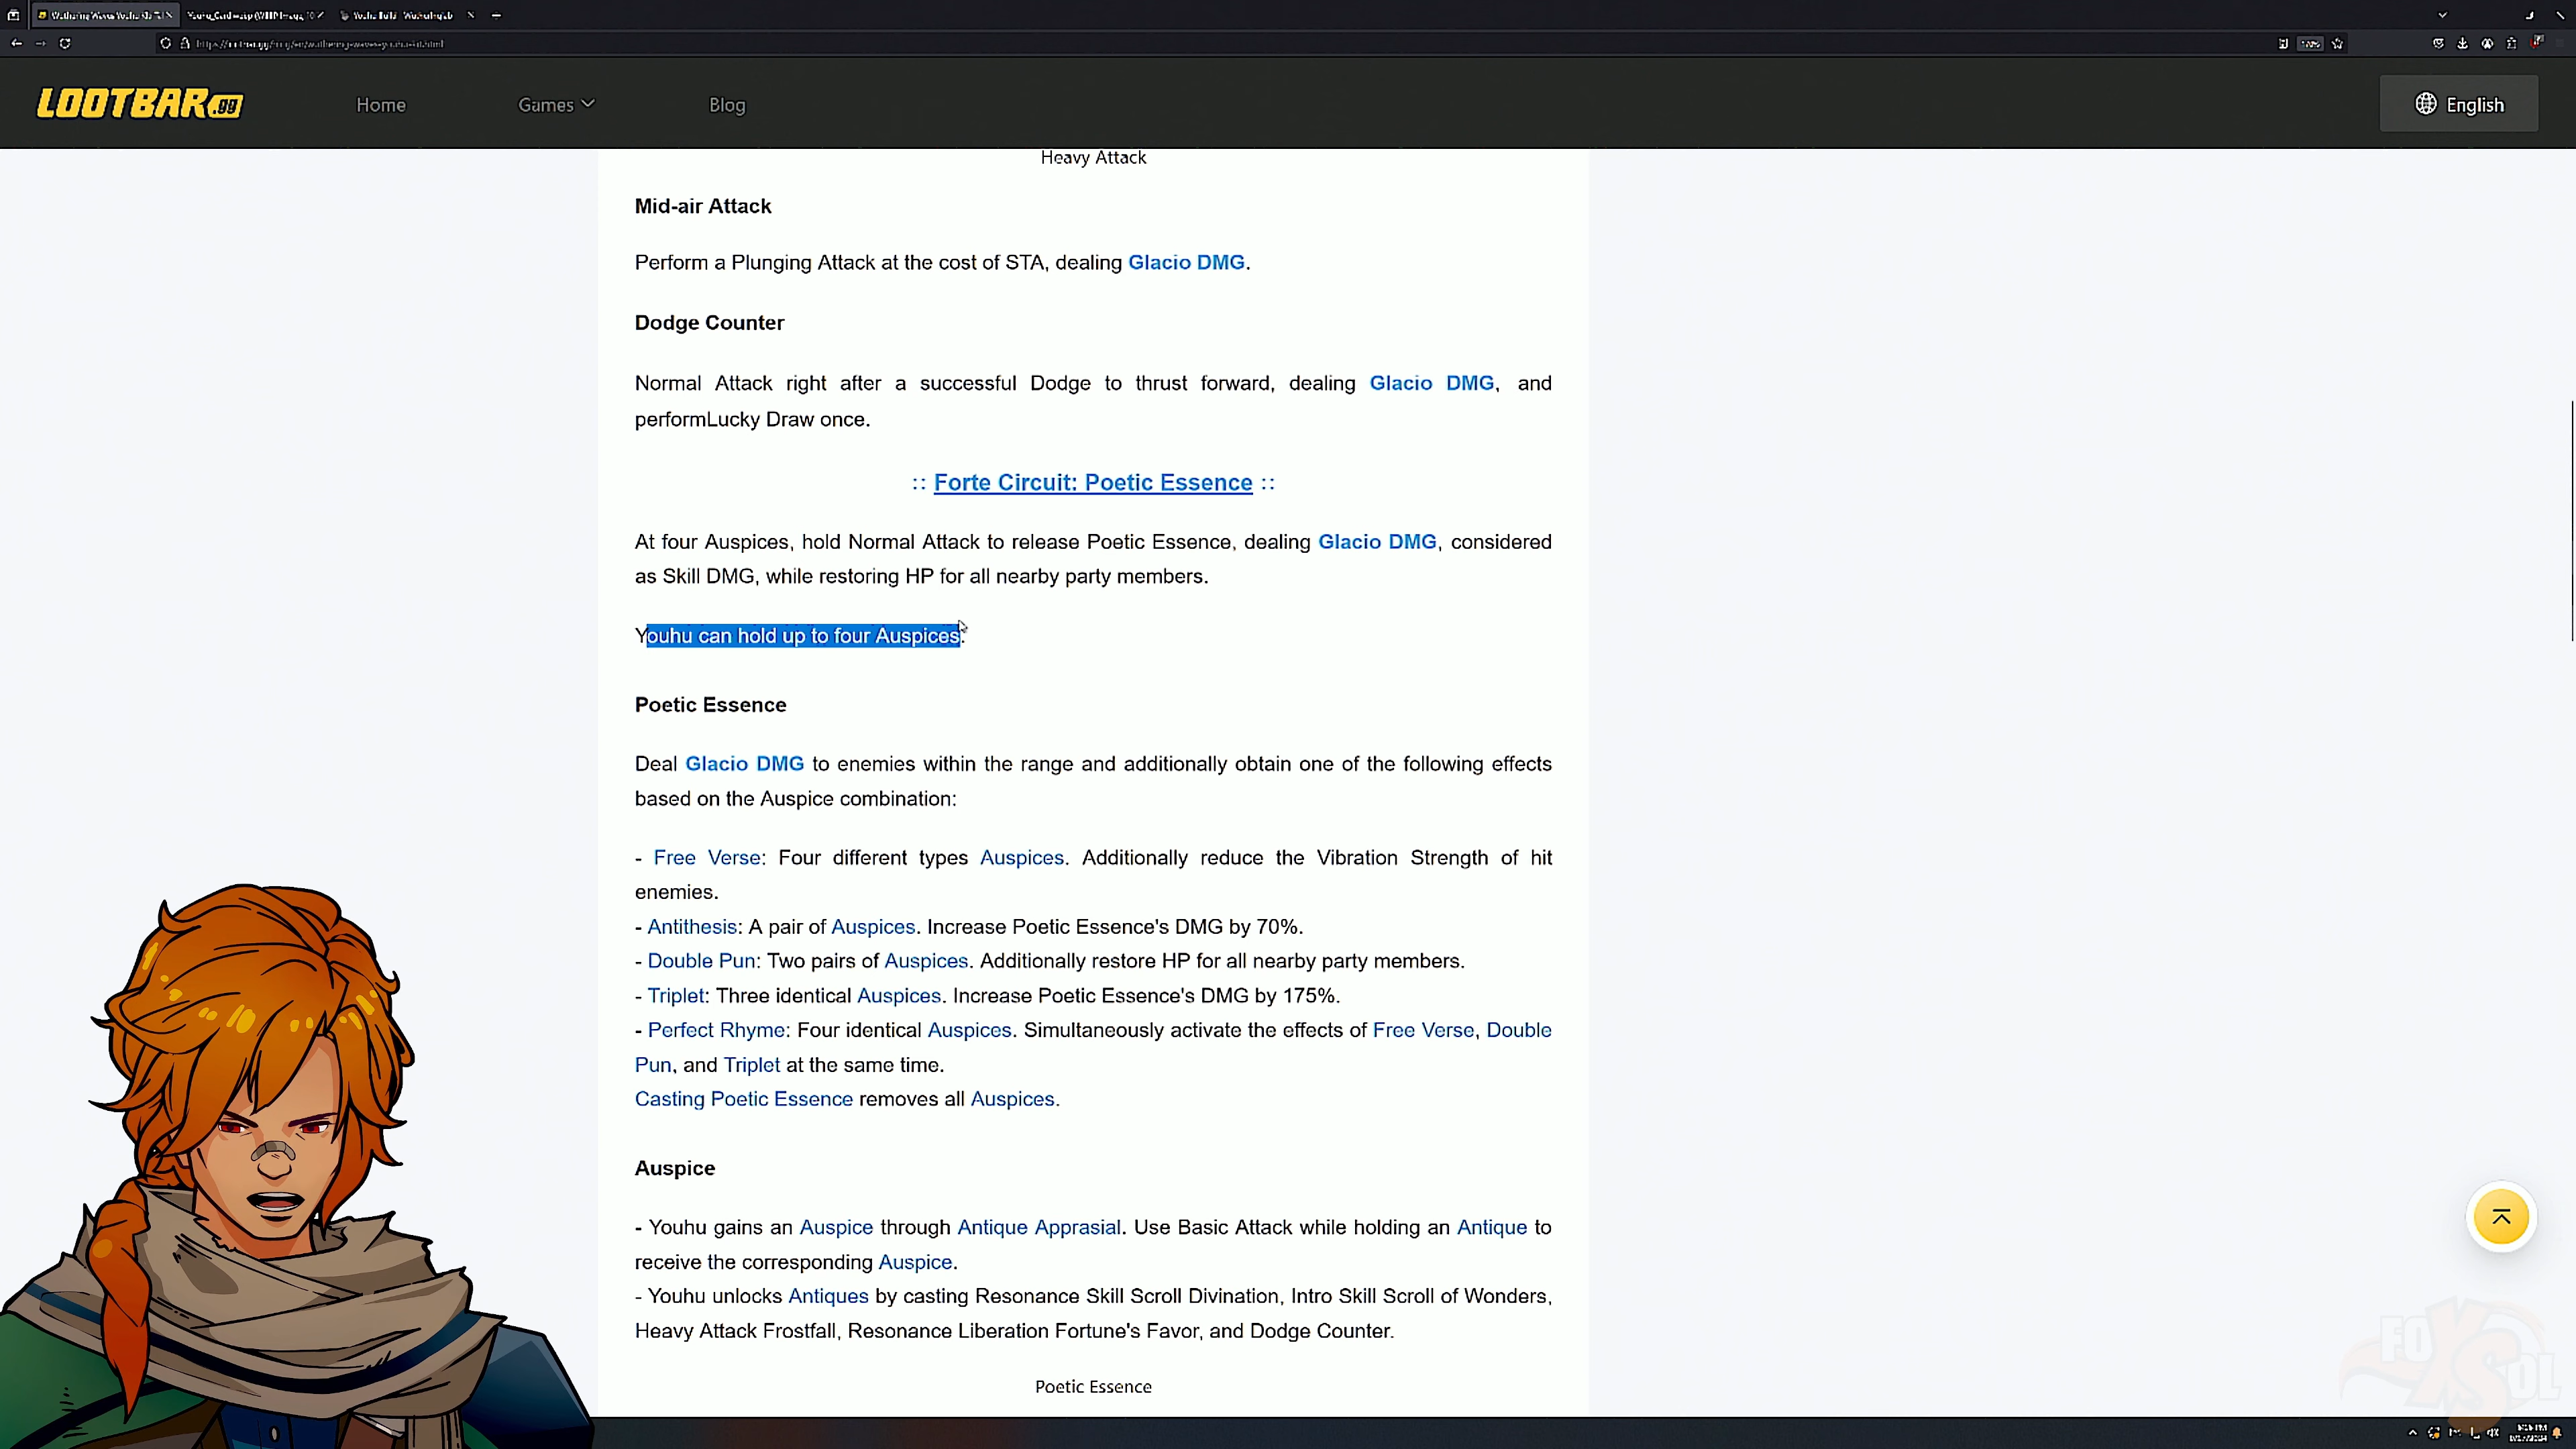 LOOTBAR.gg
Home
Games
Blog
English
Heavy Attack
Mid-air Attack
Perform a Plunging Attack at the cost of STA, dealing Glacio DMG.
Dodge Counter
Normal Attack right after a successful Dodge to thrust forward, dealing Glacio DMG, and
performLucky Draw once.
:: Forte Circuit: Poetic Essence ::
At four Auspices, hold Normal Attack to release Poetic Essence, dealing Glacio DMG, considered
as Skill DMG, while restoring HP for all nearby party members.
Youhu can hold up to four Auspices.
Poetic Essence
Deal Glacio DMG to enemies within the range and additionally obtain one of the following effects
based on the Auspice combination:
- Free Verse: Four different types Auspices. Additionally reduce the Vibration Strength of hit
enemies.
- Antithesis: A pair of Auspices. Increase Poetic Essence's DMG by 70%.
- Double Pun: Two pairs of Auspices. Additionally restore HP for all nearby party members.
- Triplet: Three identical Auspices. Increase Poetic Essence's DMG by 175%.
- Perfect Rhyme: Four identical Auspices. Simultaneously activate the effects of Free Verse, Double
Pun, and Triplet at the same time.
Casting Poetic Essence removes all Auspices.
Auspice
- Youhu gains an Auspice through Antique Apprasial. Use Basic Attack while holding an Antique to
receive the corresponding Auspice.
- Youhu unlocks Antiques by casting Resonance Skill Scroll Divination, Intro Skill Scroll of Wonders,
Heavy Attack Frostfall, Resonance Liberation Fortune's Favor, and Dodge Counter.
Poetic Essence
FOXSOL